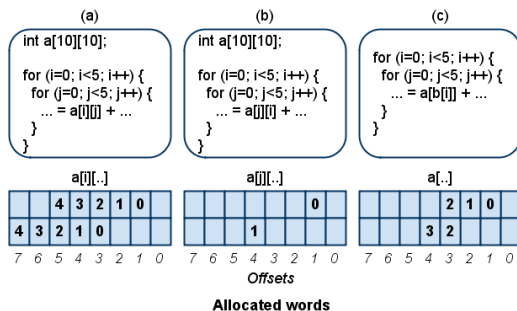 (a)
int a[10][10];
for (i=0; i<5; i++) {
for (j=0; j<5; j++) {
... = a[i][j] + ...
}
}
(b)
int a[10][10];
for (i=0; i<5; i++) {
for (j=0; j<5; j++) {
... = a[j][i] + ...
}
}
(c)
for (i=0; i<5; i++) {
for (j=0; j<5; j++) {
... = a[b[i]] + ...
}
}
a[i][..]
4 3 2 1 0
4 3 2 1 0
7 6 5 4 3 2 1 0
a[j][..]
0
1
7 6 5 4 3 2 1 0
a[..]
2 1 0
3 2
7 6 5 4 3 2 1 0
Offsets
Allocated words